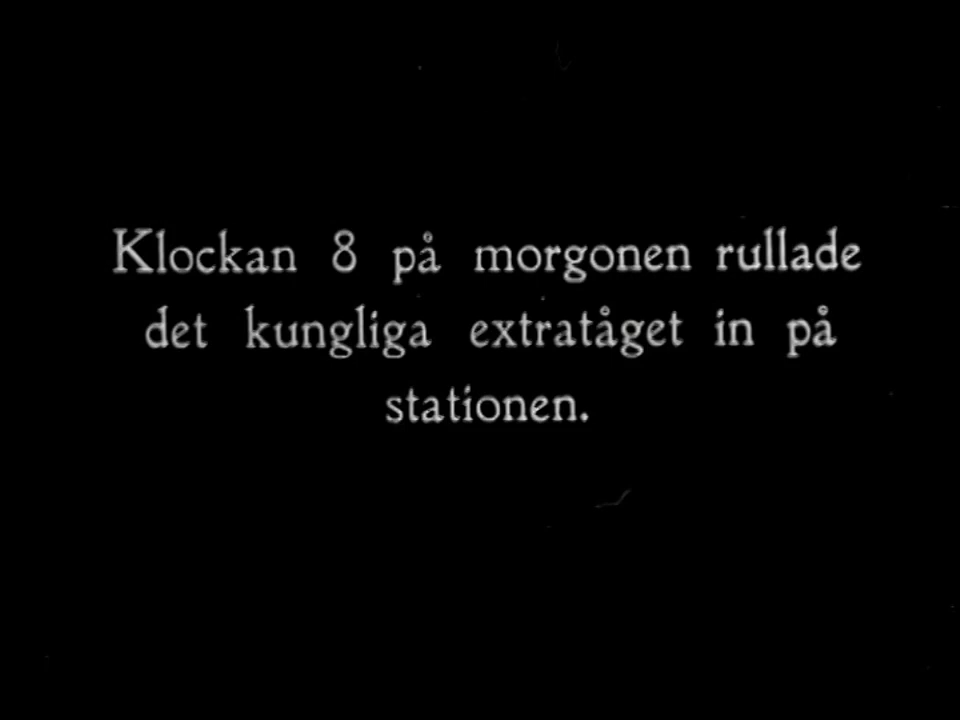 Klockan 8 på morgonen rullade
det kungliga extratåget in på
stationen.